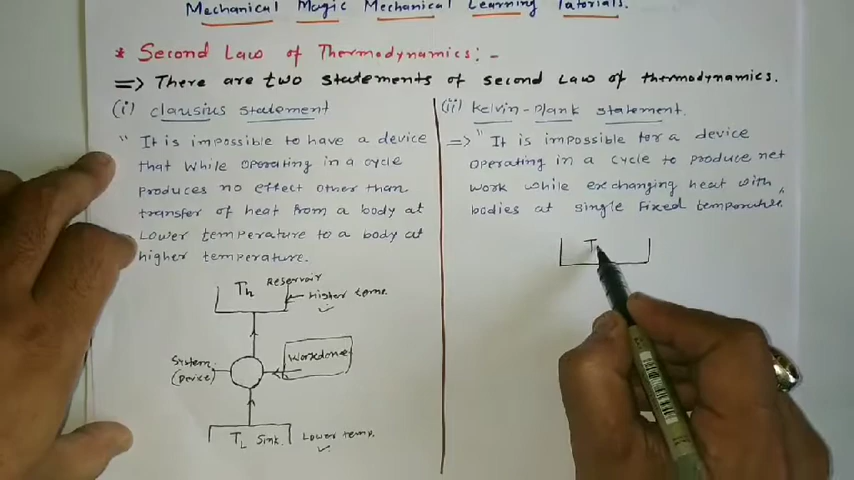 Mechanical Magic Mechanical Learning Tutorials.
* Second Law of Thermodynamics: -
=> There are two statements of second Law of thermodynamics.
(i) clausius statement
" It is impossible to have a device
that while operating in a cycle
produces no effect other than
transfer of heat from a body at
Lower temperature to a body at
higher temperature.
Th Reservoir
Higher temp.
System
(Device)
Workdone
TL Sink.
Lower temp.
(ii) Kelvin-Plank statement.
=> " It is impossible for a device
operating in a cycle to produce net
work while exchanging heat with
bodies at single Fixed temperature.
T